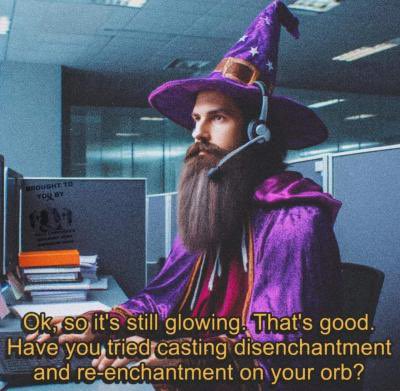 BROUGHT TO
YOU BY
Ok, so it's still glowing. That's good.
Have you tried casting disenchantment
and re-enchantment on your orb?